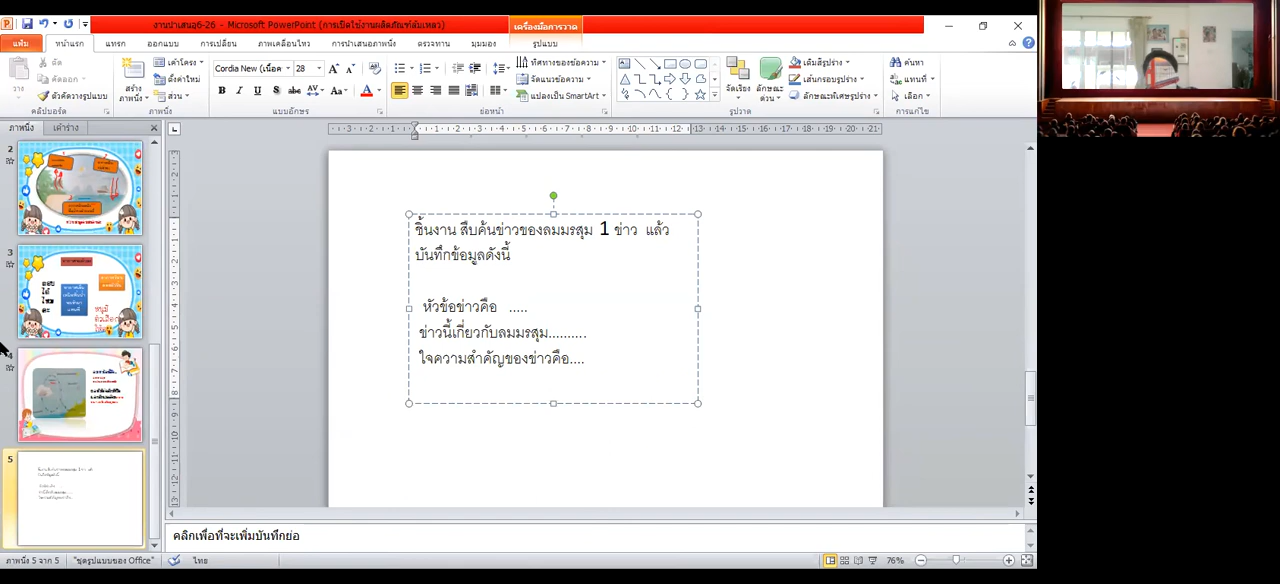 งานนำเสนอ6-26 - Microsoft PowerPoint (การเปิดใช้งานผลิตภัณฑ์ล้มเหลว)
เครื่องมือการวาด
แฟ้ม หน้าแรก แทรก ออกแบบ การเปลี่ยน ภาพเคลื่อนไหว การนำเสนอภาพนิ่ง ตรวจทาน มุมมอง รูปแบบ
วาง
ตัด
คัดลอก
ตัวคัดวางรูปแบบ
คลิปบอร์ด
สร้าง
ภาพนิ่ง
เค้าโครง
ตั้งค่าใหม่
ส่วน
ภาพนิ่ง
Cordia New (เนื้อค 28
B I U S abc AV Aa A
แบบอักษร
ทิศทางของข้อความ
จัดแนวข้อความ
แปลงเป็น SmartArt
ย่อหน้า
จัดเรียง
ลักษณะ
ด่วน
เติมสีรูปร่าง
เส้นกรอบรูปร่าง
ลักษณะพิเศษรูปร่าง
รูปวาด
ค้นหา
แทนที่
เลือก
การแก้ไข
ภาพนิ่ง เค้าร่าง
2
3
4
5
ชิ้นงาน สืบค้นข่าวของลมมรสุม 1 ข่าว แล้ว
บันทึกข้อมูลดังนี้
หัวข้อข่าวคือ .....
ข่าวนี้เกี่ยวกับลมมรสุม..........
ใจความสำคัญของข่าวคือ....
คลิกเพื่อที่จะเพิ่มบันทึกย่อ
ภาพนิ่ง 5 จาก 5 "ชุดรูปแบบของ Office" ไทย 76%